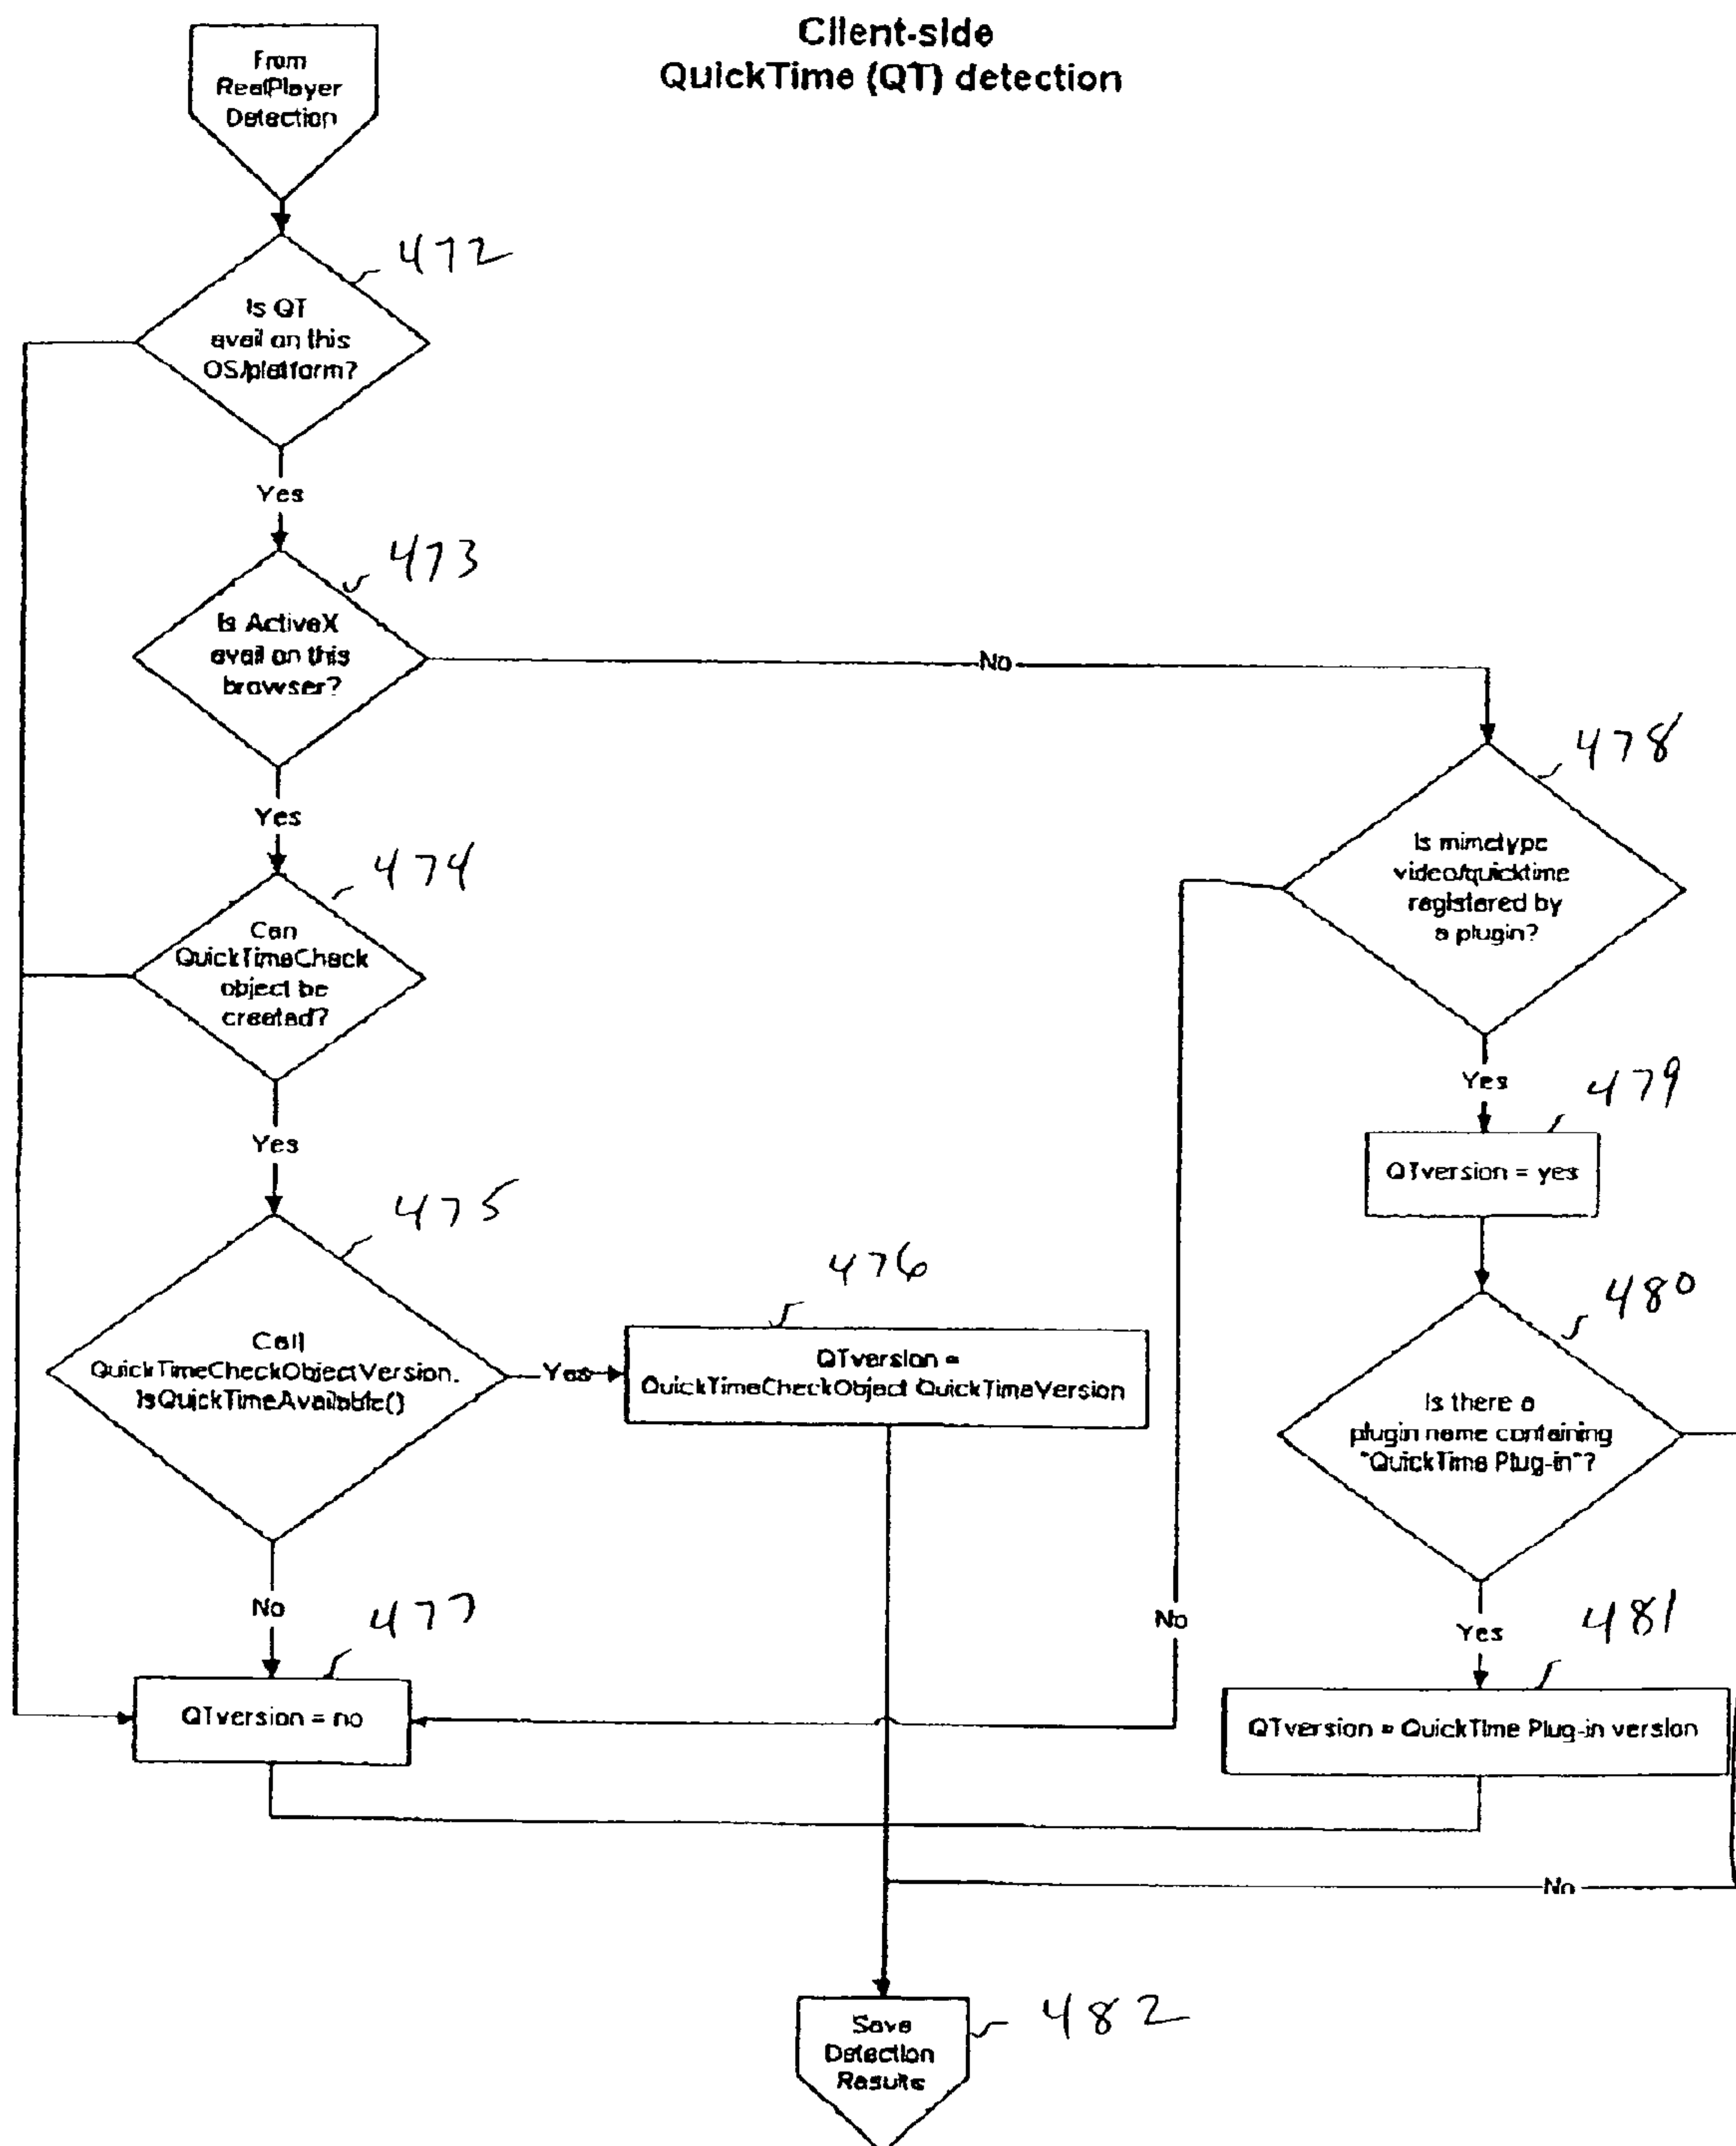 Client-side
QuickTime (QT) detection
From
RealPlayer
Detection
472
Is QT
avail on this
OS/platform?
Yes
473
Is ActiveX
avail on this
browser?
No
Yes
474
Can
QuickTimeCheck
object be
created?
Yes
475
Call
QuickTimeCheckObjectVersion.
IsQuickTimeAvailable()
Yes
476
QTversion =
QuickTimeCheckObject QuickTimeVersion
No
477
QTversion = no
478
Is mimetype
video/quicktime
registered by
a plugin?
No
Yes
479
QTversion = yes
480
Is there a
plugin name containing
"QuickTime Plug-in"?
Yes
481
QTversion = QuickTime Plug-in version
No
Save
Detection
Results
482